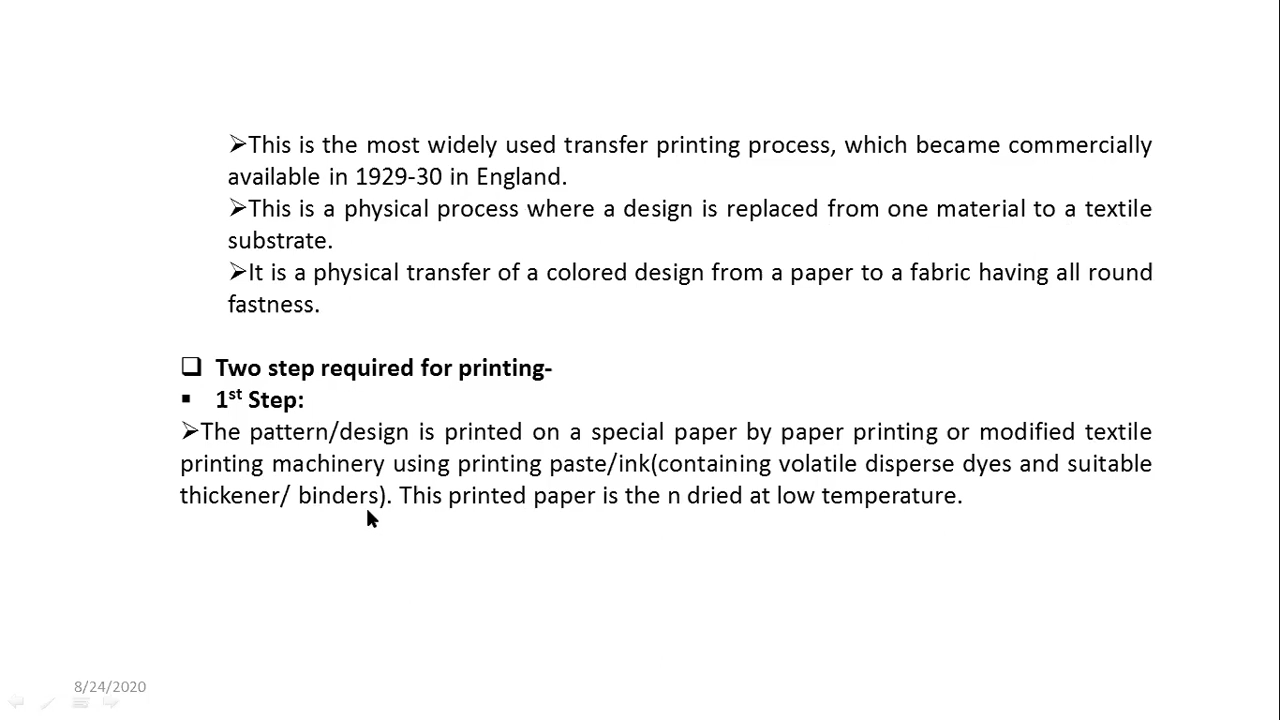 ➢This is the most widely used transfer printing process, which became commercially
available in 1929-30 in England.
➢This is a physical process where a design is replaced from one material to a textile
substrate.
➢It is a physical transfer of a colored design from a paper to a fabric having all round
fastness.
❑ Two step required for printing-
▪ 1st Step:
➢The pattern/design is printed on a special paper by paper printing or modified textile
printing machinery using printing paste/ink(containing volatile disperse dyes and suitable
thickener/ binders). This printed paper is the n dried at low temperature.
8/24/2020